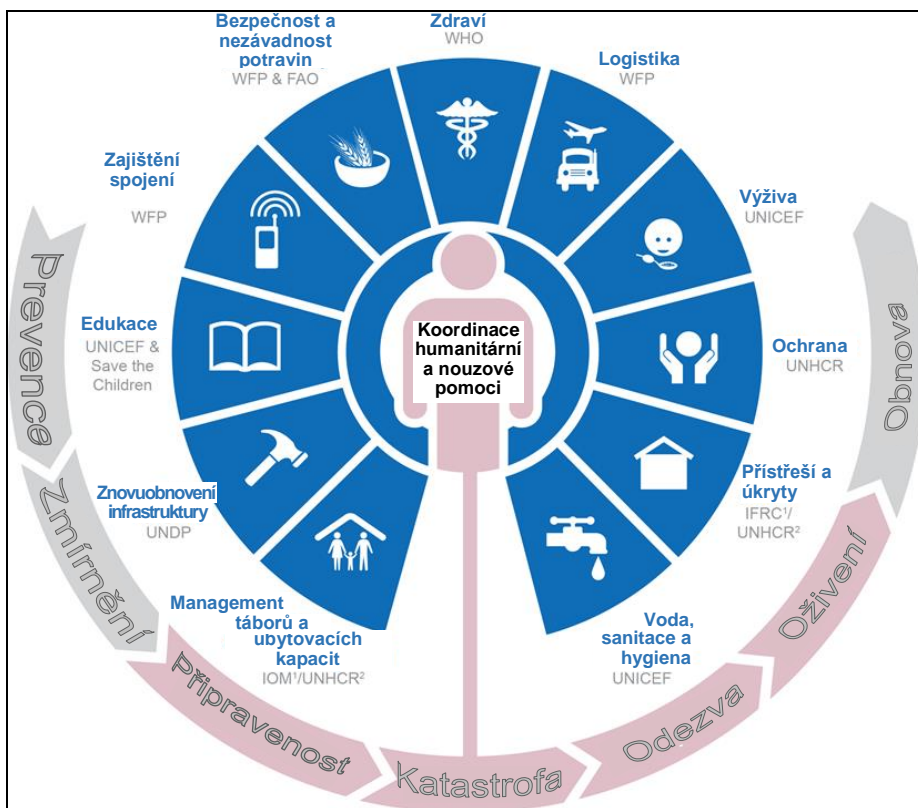 Zdraví
WHO
Logistika
WFP
Výživa
UNICEF
Ochrana
UNHCR
Přístřeší a
úkryty
IFRC¹/
UNHCR²
Voda,
sanitace a
hygiena
UNICEF
Management
táborů a
ubytovacích
kapacit
IOM¹/UNHCR²
Znovuobnovení
infrastruktury
UNDP
Edukace
UNICEF &
Save the
Children
Zajištění
spojení
WFP
Bezpečnost a
nezávadnost
potravin
WFP & FAO
Koordinace
humanitární
a nouzové
pomoci
Prevence
Zmírnění
Připravenost
Katastrofa
Odezva
Oživení
Obnova